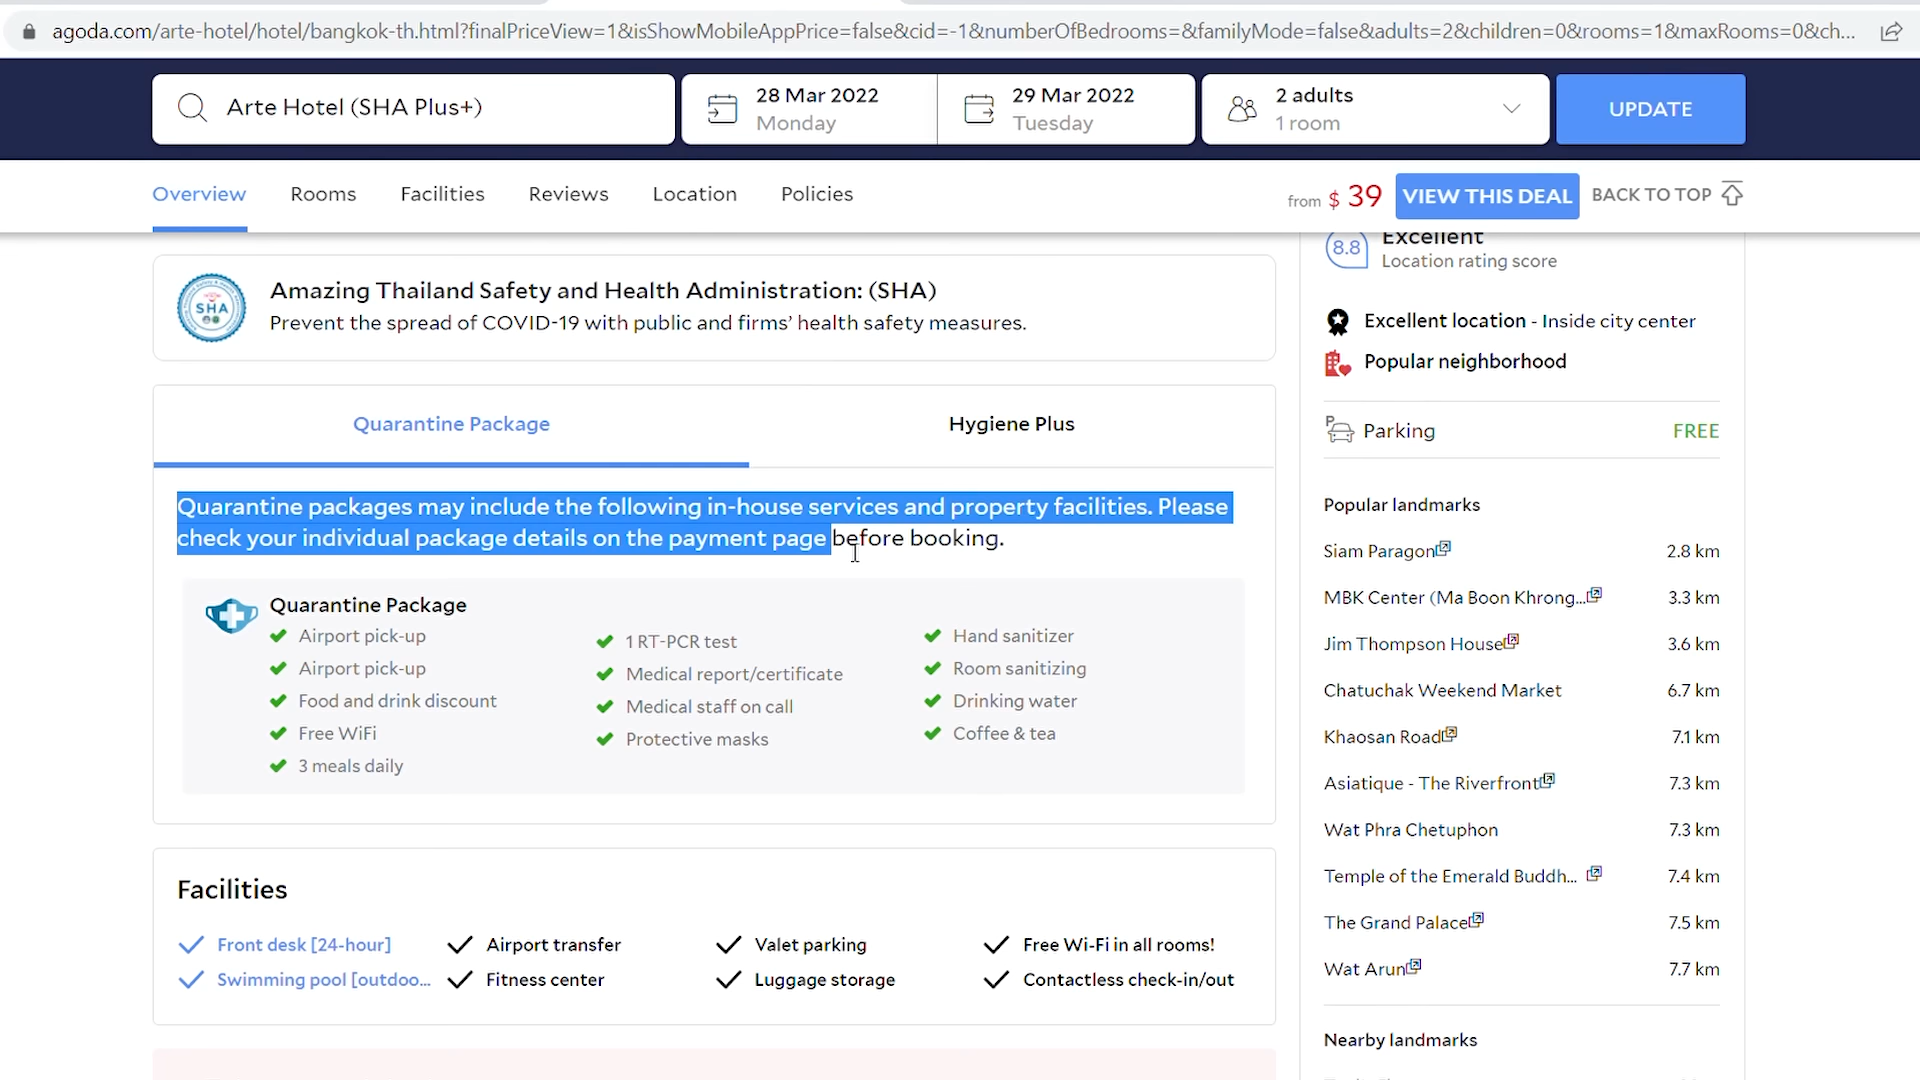 agoda.com/arte-hotel/hotel/bangkok-th.html?finalPriceView=1&isShowMobileAppPrice=false&cid=-1&numberOfBedrooms=&familyMode=false&adults=2&children=0&rooms=1&maxRooms=0&ch...
Arte Hotel (SHA Plus+)
28 Mar 2022
Monday
29 Mar 2022
Tuesday
2 adults
1 room
UPDATE
Overview
Rooms
Facilities
Reviews
Location
Policies
from $ 39
VIEW THIS DEAL
BACK TO TOP
SHA
Amazing Thailand Safety and Health Administration: (SHA)
Prevent the spread of COVID-19 with public and firms’ health safety measures.
Quarantine Package
Hygiene Plus
Quarantine packages may include the following in-house services and property facilities. Please
check your individual package details on the payment page before booking.
Quarantine Package
Airport pick-up
Airport pick-up
Food and drink discount
Free WiFi
3 meals daily
1 RT-PCR test
Medical report/certificate
Medical staff on call
Protective masks
Hand sanitizer
Room sanitizing
Drinking water
Coffee & tea
Facilities
Front desk [24-hour]
Airport transfer
Valet parking
Free Wi-Fi in all rooms!
Swimming pool [outdoo...
Fitness center
Luggage storage
Contactless check-in/out
8.8
Excellent
Location rating score
Excellent location - Inside city center
Popular neighborhood
P
Parking FREE
Popular landmarks
Siam Paragon 2.8 km
MBK Center (Ma Boon Khrong... 3.3 km
Jim Thompson House 3.6 km
Chatuchak Weekend Market 6.7 km
Khaosan Road 7.1 km
Asiatique - The Riverfront 7.3 km
Wat Phra Chetuphon 7.3 km
Temple of the Emerald Buddh... 7.4 km
The Grand Palace 7.5 km
Wat Arun 7.7 km
Nearby landmarks